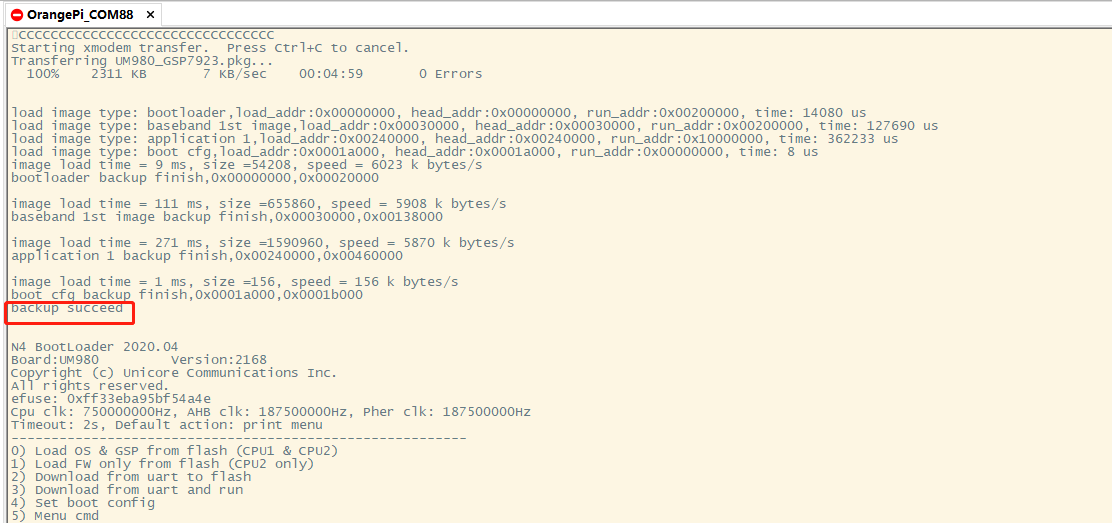 OrangePi_COM88
CCCCCCCCCCCCCCCCCCCCCCCCCCCCCCCC
Starting xmodem transfer.  Press Ctrl+C to cancel.
Transferring UM980_GSP7923.pkg...
  100%    2311 KB       7 KB/sec    00:04:59       0 Errors
load image type: bootloader,load_addr:0x00000000, head_addr:0x00000000, run_addr:0x00200000, time: 14080 us
load image type: baseband 1st image,load_addr:0x00030000, head_addr:0x00030000, run_addr:0x00200000, time: 127690 us
load image type: application 1,load_addr:0x00240000, head_addr:0x00240000, run_addr:0x10000000, time: 362233 us
load image type: boot cfg,load_addr:0x0001a000, head_addr:0x0001a000, run_addr:0x00000000, time: 8 us
image load time = 9 ms, size =54208, speed = 6023 k bytes/s
bootloader backup finish,0x00000000,0x00020000
image load time = 111 ms, size =655860, speed = 5908 k bytes/s
baseband 1st image backup finish,0x00030000,0x00138000
image load time = 271 ms, size =1590960, speed = 5870 k bytes/s
application 1 backup finish,0x00240000,0x00460000
image load time = 1 ms, size =156, speed = 156 k bytes/s
boot cfg backup finish,0x0001a000,0x0001b000
backup succeed
N4 BootLoader 2020.04
Board:UM980         Version:2168
Copyright (c) Unicore Communications Inc.
All rights reserved.
efuse: 0xff33eba95bf54a4e
Cpu clk: 750000000Hz, AHB clk: 187500000Hz, Pher clk: 187500000Hz
Timeout: 2s, Default action: print menu
---------------------------------------------------------
0) Load OS & GSP from flash (CPU1 & CPU2)
1) Load FW only from flash (CPU2 only)
2) Download from uart to flash
3) Download from uart and run
4) Set boot config
5) Menu cmd